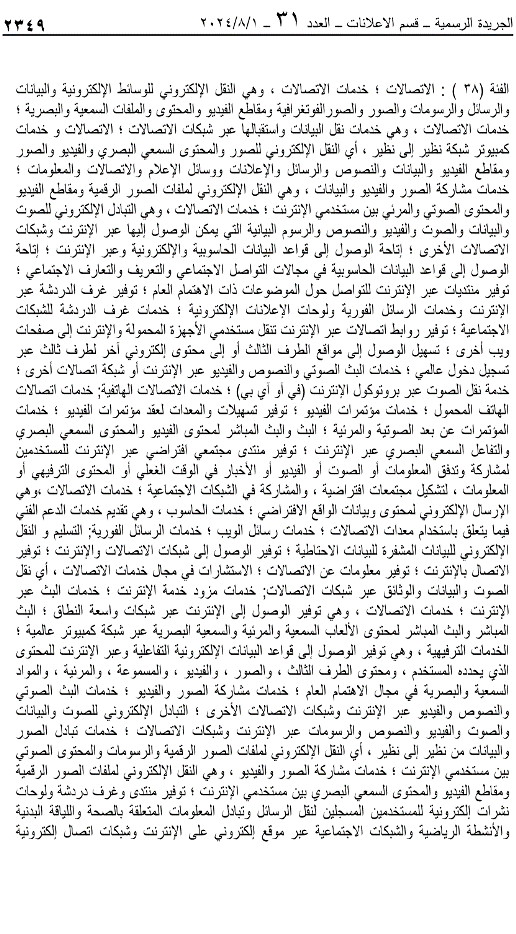 الجريدة الرسمية – قسم الاعلانات – العدد ٣١ – ٢٠٢٤/٨/١ ٢٣٤٩
الفئة (٣٨ ) : الاتصالات ؛ خدمات الاتصالات ، وهي النقل الإلكتروني للوسائط الإلكترونية والبيانات
والرسائل والرسومات والصور والصورالفوتغرافية ومقاطع الفيديو والمحتوى والملفات السمعية والبصرية ؛
خدمات الاتصالات ، وهي خدمات نقل البيانات واستقبالها عبر شبكات الاتصالات ؛ الاتصالات و خدمات
كمبيوتر شبكة نظير إلى نظير ، أي النقل الإلكتروني للصور والمحتوى السمعي البصري والفيديو والصور
ومقاطع الفيديو والبيانات والنصوص والرسائل والإعلانات ووسائل الإعلام والاتصالات والمعلومات ؛
خدمات مشاركة الصور والفيديو والبيانات ، وهي النقل الإلكتروني لملفات الصور الرقمية ومقاطع الفيديو
والمحتوى الصوتي والمرئي بين مستخدمي الإنترنت ؛ خدمات الاتصالات ، وهي التبادل الإلكتروني للصوت
والبيانات والصوت والفيديو والنصوص والرسوم البيانية التي يمكن الوصول إليها عبر الإنترنت وشبكات
الاتصالات الأخرى ؛ إتاحة الوصول إلى قواعد البيانات الحاسوبية والإلكترونية وعبر الإنترنت ؛ إتاحة
الوصول إلى قواعد البيانات الحاسوبية في مجالات التواصل الاجتماعي والتعريف والتعارف الاجتماعي ؛
توفير منتديات عبر الإنترنت للتواصل حول الموضوعات ذات الاهتمام العام ؛ توفير غرف الدردشة عبر
الإنترنت وخدمات الرسائل الفورية ولوحات الإعلانات الإلكترونية ؛ خدمات غرف الدردشة للشبكات
الاجتماعية ؛ توفير روابط اتصالات عبر الإنترنت تنقل مستخدمي الأجهزة المحمولة والإنترنت إلى صفحات
ويب أخرى ؛ تسهيل الوصول إلى مواقع الطرف الثالث أو إلى محتوى إلكتروني آخر لطرف ثالث عبر
تسجيل دخول عالمي ؛ خدمات البث الصوتي والنصوص والفيديو عبر الإنترنت أو شبكة اتصالات أخرى ؛
خدمة نقل الصوت عبر بروتوكول الإنترنت (في أو آي بي) ؛ خدمات الاتصالات الهاتفية; خدمات اتصالات
الهاتف المحمول ؛ خدمات مؤتمرات الفيديو ؛ توفير تسهيلات والمعدات لعقد مؤتمرات الفيديو ؛ خدمات
المؤتمرات عن بعد الصوتية والمرئية ؛ البث والبث المباشر لمحتوى الفيديو والمحتوى السمعي البصري
والتفاعل السمعي البصري عبر الإنترنت ؛ توفير منتدى مجتمعي افتراضي عبر الإنترنت للمستخدمين
لمشاركة وتدفق المعلومات أو الصوت أو الفيديو أو الأخبار في الوقت الغعلي أو المحتوى الترفيهي أو
المعلومات ، لتشكيل مجتمعات افتراضية ، والمشاركة في الشبكات الاجتماعية ؛ خدمات الاتصالات ،وهي
الإرسال الإلكتروني لمحتوى وبيانات الواقع الافتراضي ؛ خدمات الحاسوب ، وهي تقديم خدمات الدعم الفني
فيما يتعلق باستخدام معدات الاتصالات ؛ خدمات رسائل الويب ؛ خدمات الرسائل الفورية; التسليم و النقل
الإلكتروني للبيانات المشفرة للبيانات الاحتاطية ؛ توفير الوصول إلى شبكات الاتصالات والإنترنت ؛ توفير
الاتصال بالإنترنت ؛ توفير معلومات عن الاتصالات ؛ الاستشارات في مجال خدمات الاتصالات ، أي نقل
الصوت والبيانات والوثائق عبر شبكات الاتصالات; خدمات مزود خدمة الإنترنت ؛ خدمات البث عبر
الإنترنت ؛ خدمات الاتصالات ، وهي توفير الوصول إلى الإنترنت عبر شبكات واسعة النطاق ؛ البث
المباشر والبث المباشر لمحتوى الألعاب السمعية والمرئية والسمعية البصرية عبر شبكة كمبيوتر عالمية ؛
الخدمات الترفيهية ، وهي توفير الوصول إلى قواعد البيانات الإلكترونية التفاعلية وعبر الإنترنت للمحتوى
الذي يحدده المستخدم ، ومحتوى الطرف الثالث ، والصور ، والفيديو ، والمسموعة ، والمرئية ، والمواد
السمعية والبصرية في مجال الاهتمام العام ؛ خدمات مشاركة الصور والفيديو ؛ خدمات البث الصوتي
والنصوص والفيديو عبر الإنترنت وشبكات الاتصالات الأخرى ؛ التبادل الإلكتروني للصوت والبيانات
والصوت والفيديو والنصوص والرسومات عبر الإنترنت وشبكات الاتصالات ؛ خدمات تبادل الصور
والبيانات من نظير إلى نظير ، أي النقل الإلكتروني لملفات الصور الرقمية والرسومات والمحتوى الصوتي
بين مستخدمي الإنترنت ؛ خدمات مشاركة الصور والفيديو ، وهي النقل الإلكتروني لملفات الصور الرقمية
ومقاطع الفيديو والمحتوى السمعي البصري بين مستخدمي الإنترنت ؛ توفير منتدى وغرف دردشة ولوحات
نشرات إلكترونية للمستخدمين المسجلين لنقل الرسائل وتبادل المعلومات المتعلقة بالصحة واللياقة البدنية
والأنشطة الرياضية والشبكات الاجتماعية عبر موقع إلكتروني على الإنترنت وشبكات اتصال إلكترونية